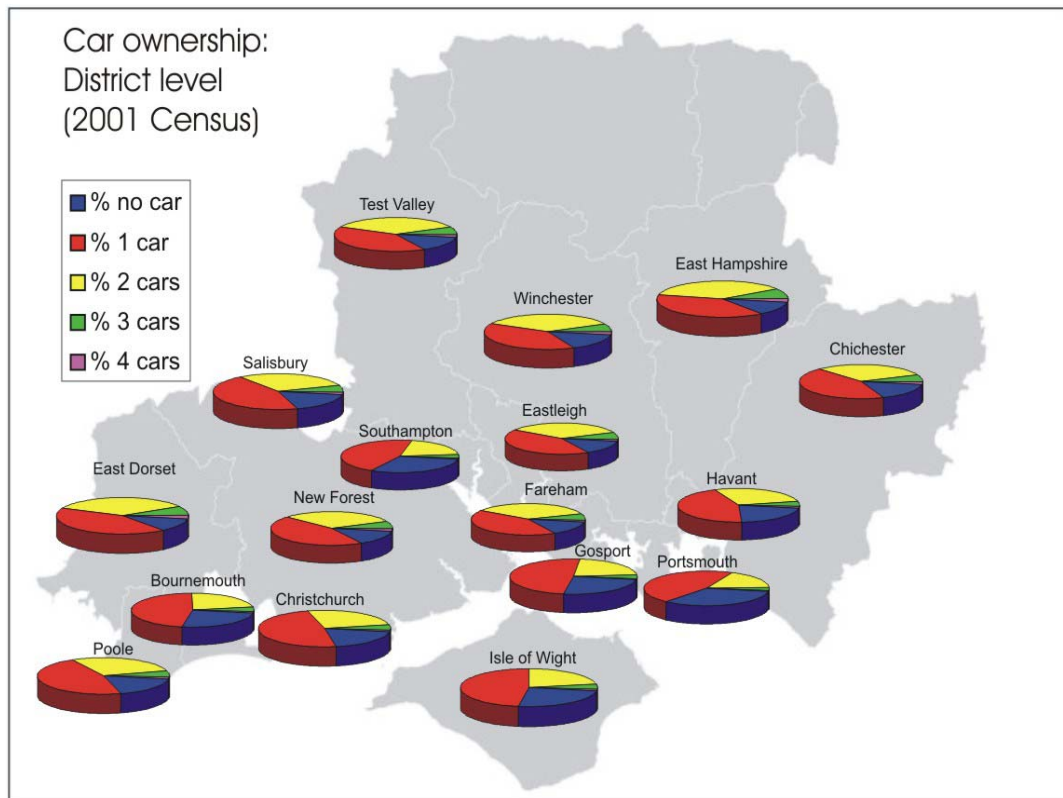 Car ownership:
District level
(2001 Census)
% no car
% 1 car
% 2 cars
% 3 cars
% 4 cars
Test Valley
East Hampshire
Winchester
Chichester
Salisbury
Eastleigh
Southampton
East Dorset
Havant
New Forest
Fareham
Gosport
Portsmouth
Bournemouth
Christchurch
Poole
Isle of Wight